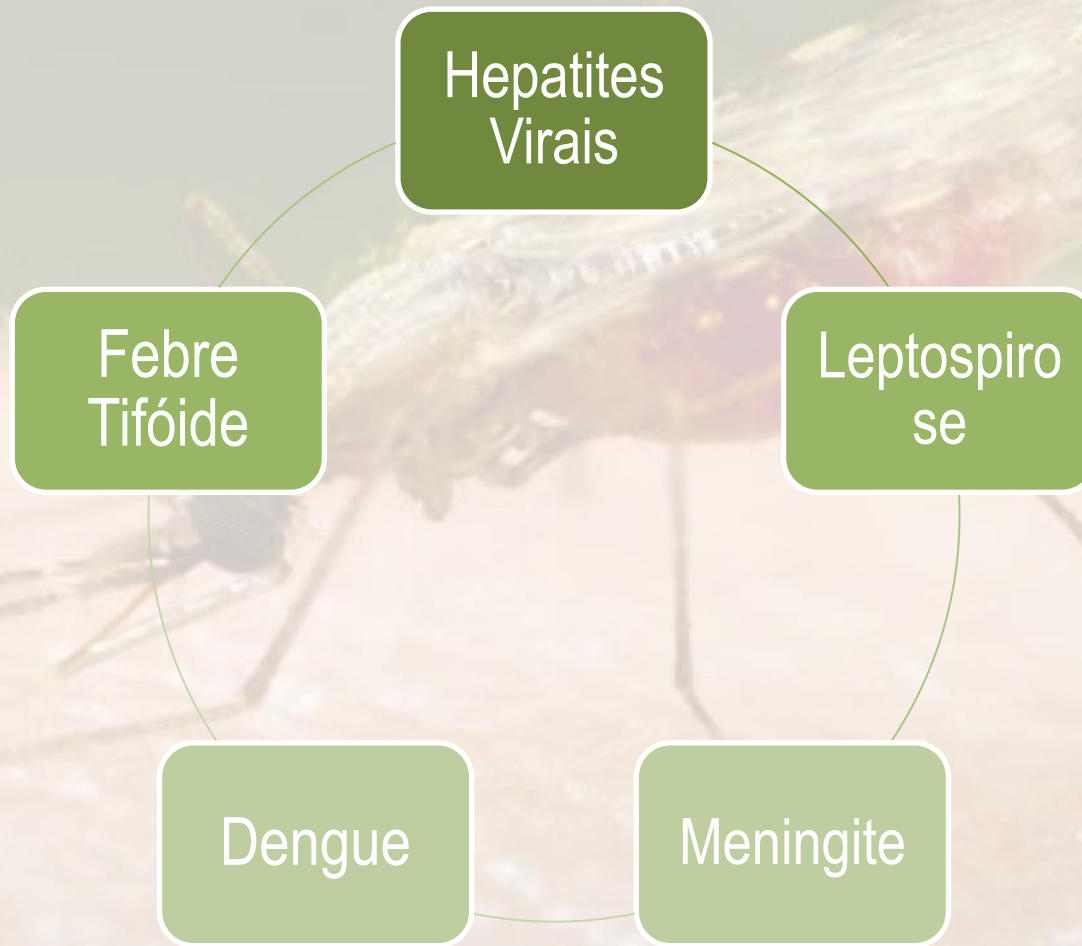 Hepatites
Virais
Febre
Tifóide
Leptospiro
se
Dengue
Meningite